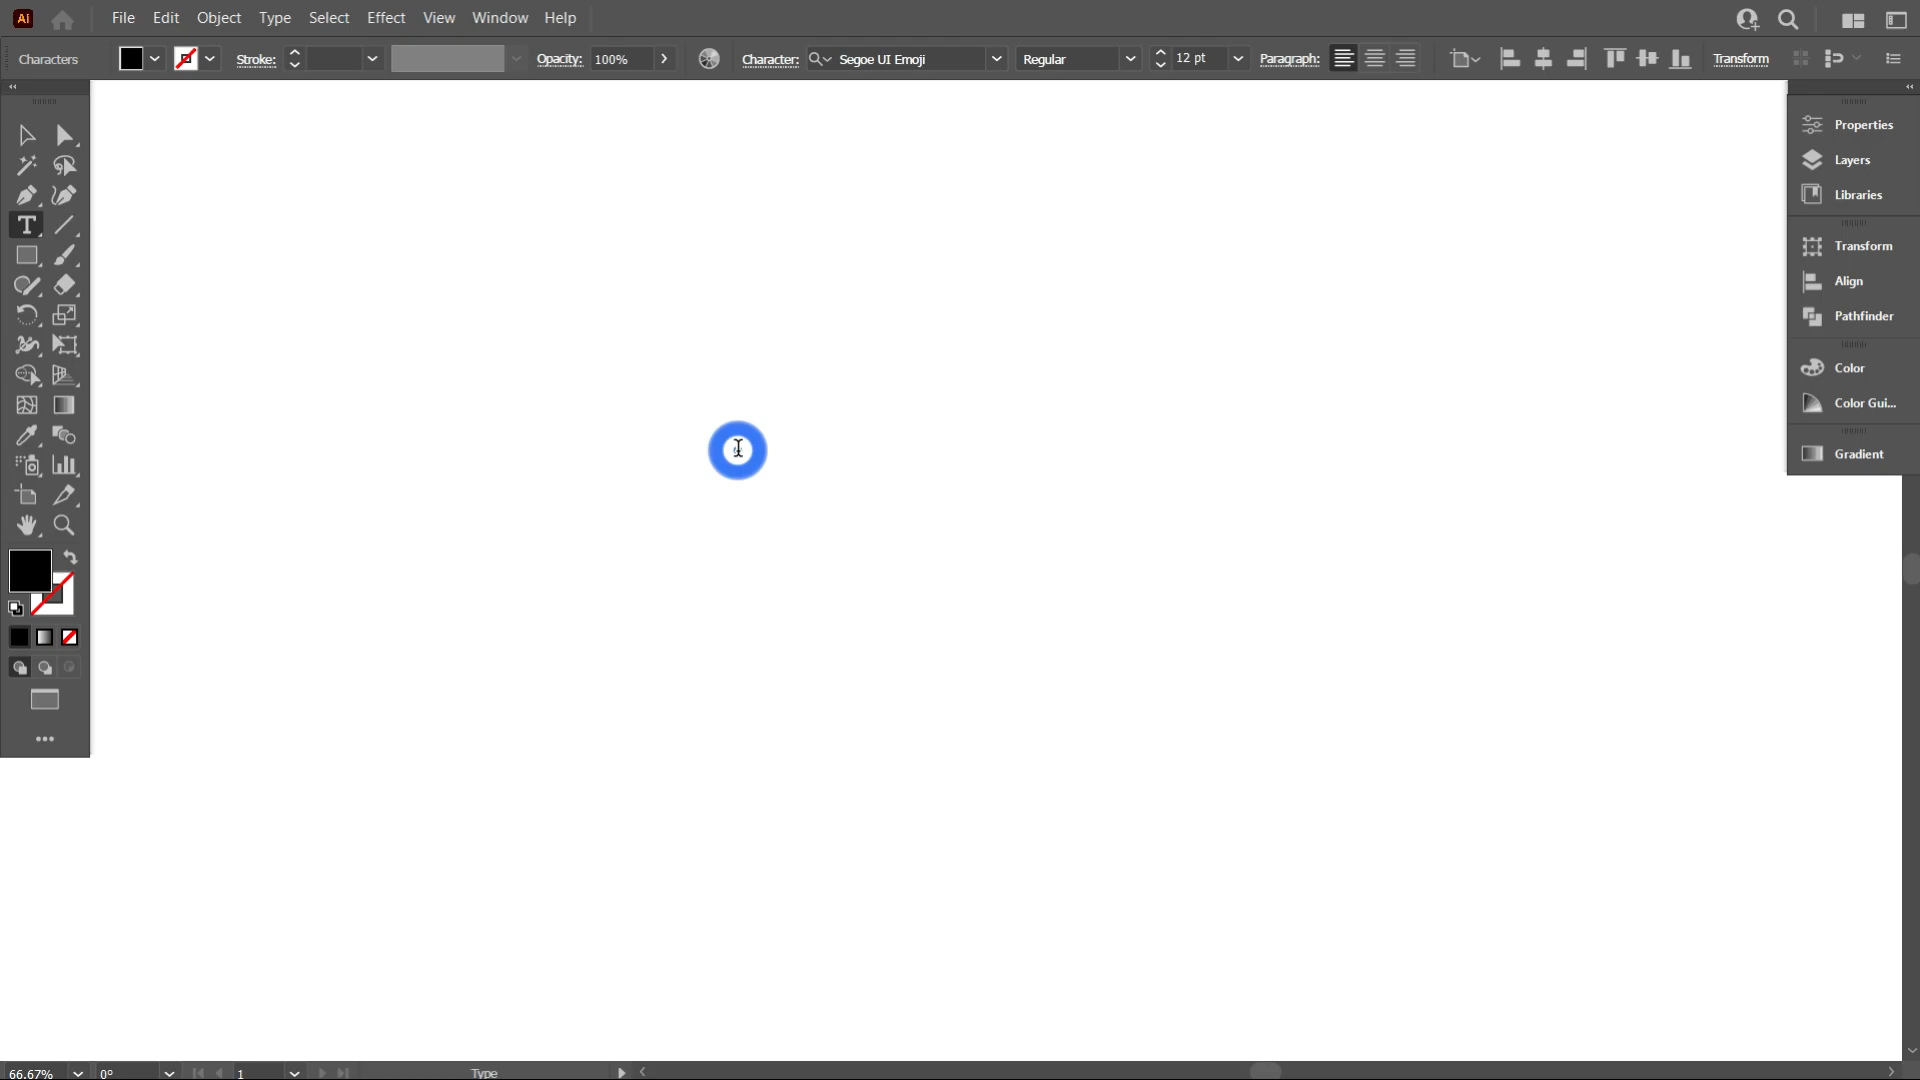 Ai File Edit Object Type Select Effect View Window Help
Characters Stroke: Opacity: 100% Character: Segoe UI Emoji Regular 12 pt Paragraph: Transform
Properties
Layers
Libraries
Transform
Align
Pathfinder
Color
Color Gui...
Gradient
66.67% 0° 1 Type